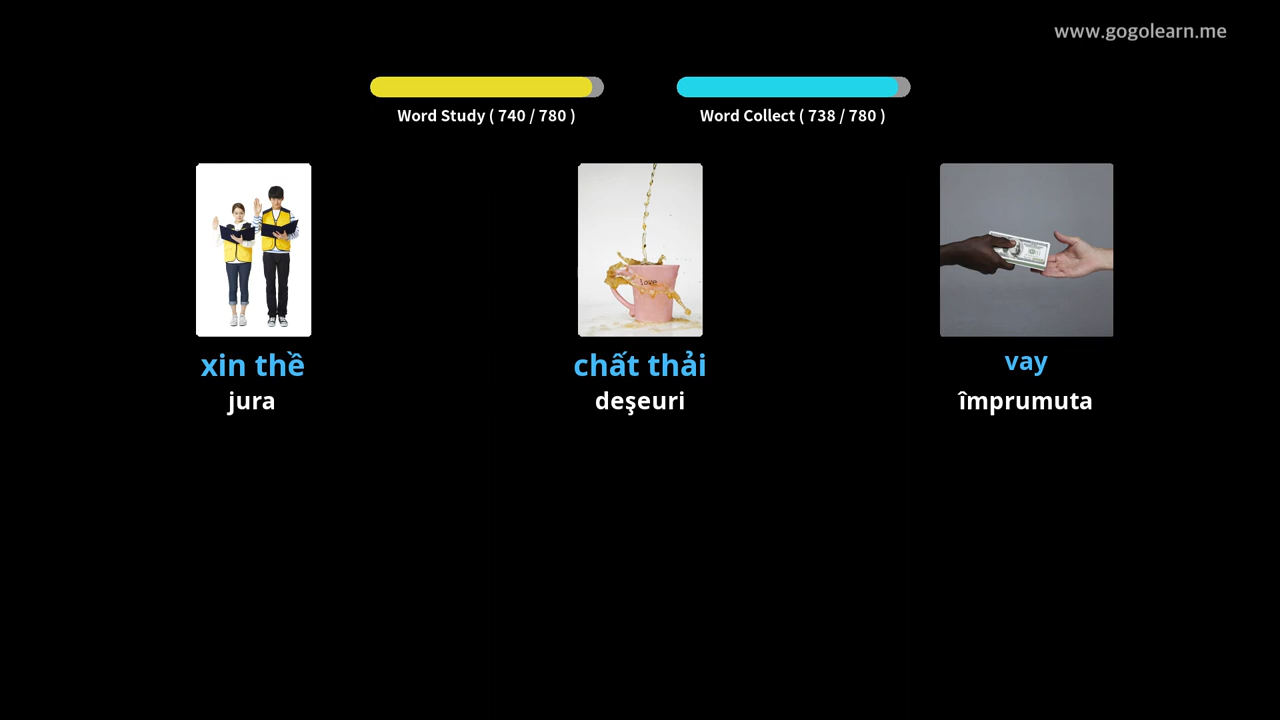 www.gogolearn.me
Word Study ( 740 / 780 )
Word Collect ( 738 / 780 )
love
xin thề
chất thải
vay
jura
deşeuri
împrumuta